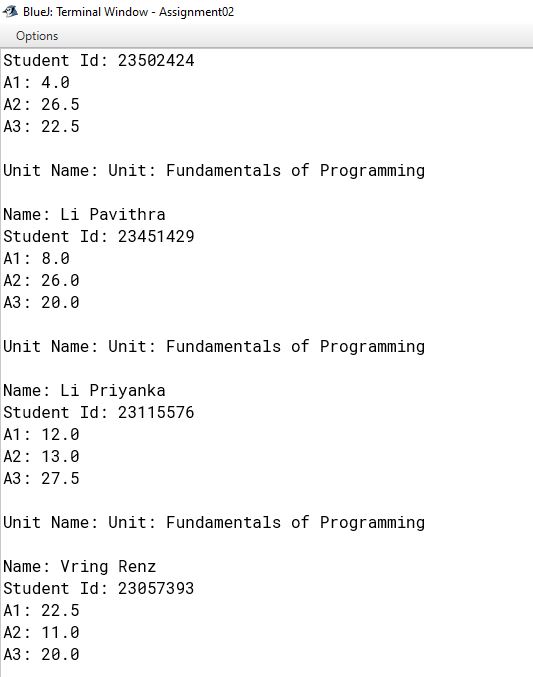 BlueJ: Terminal Window - Assignment02
Options
Student Id: 23502424
A1: 4.0
A2: 26.5
A3: 22.5
Unit Name: Unit: Fundamentals of Programming
Name: Li Pavithra
Student Id: 23451429
A1: 8.0
A2: 26.0
A3: 20.0
Unit Name: Unit: Fundamentals of Programming
Name: Li Priyanka
Student Id: 23115576
A1: 12.0
A2: 13.0
A3: 27.5
Unit Name: Unit: Fundamentals of Programming
Name: Vring Renz
Student Id: 23057393
A1: 22.5
A2: 11.0
A3: 20.0